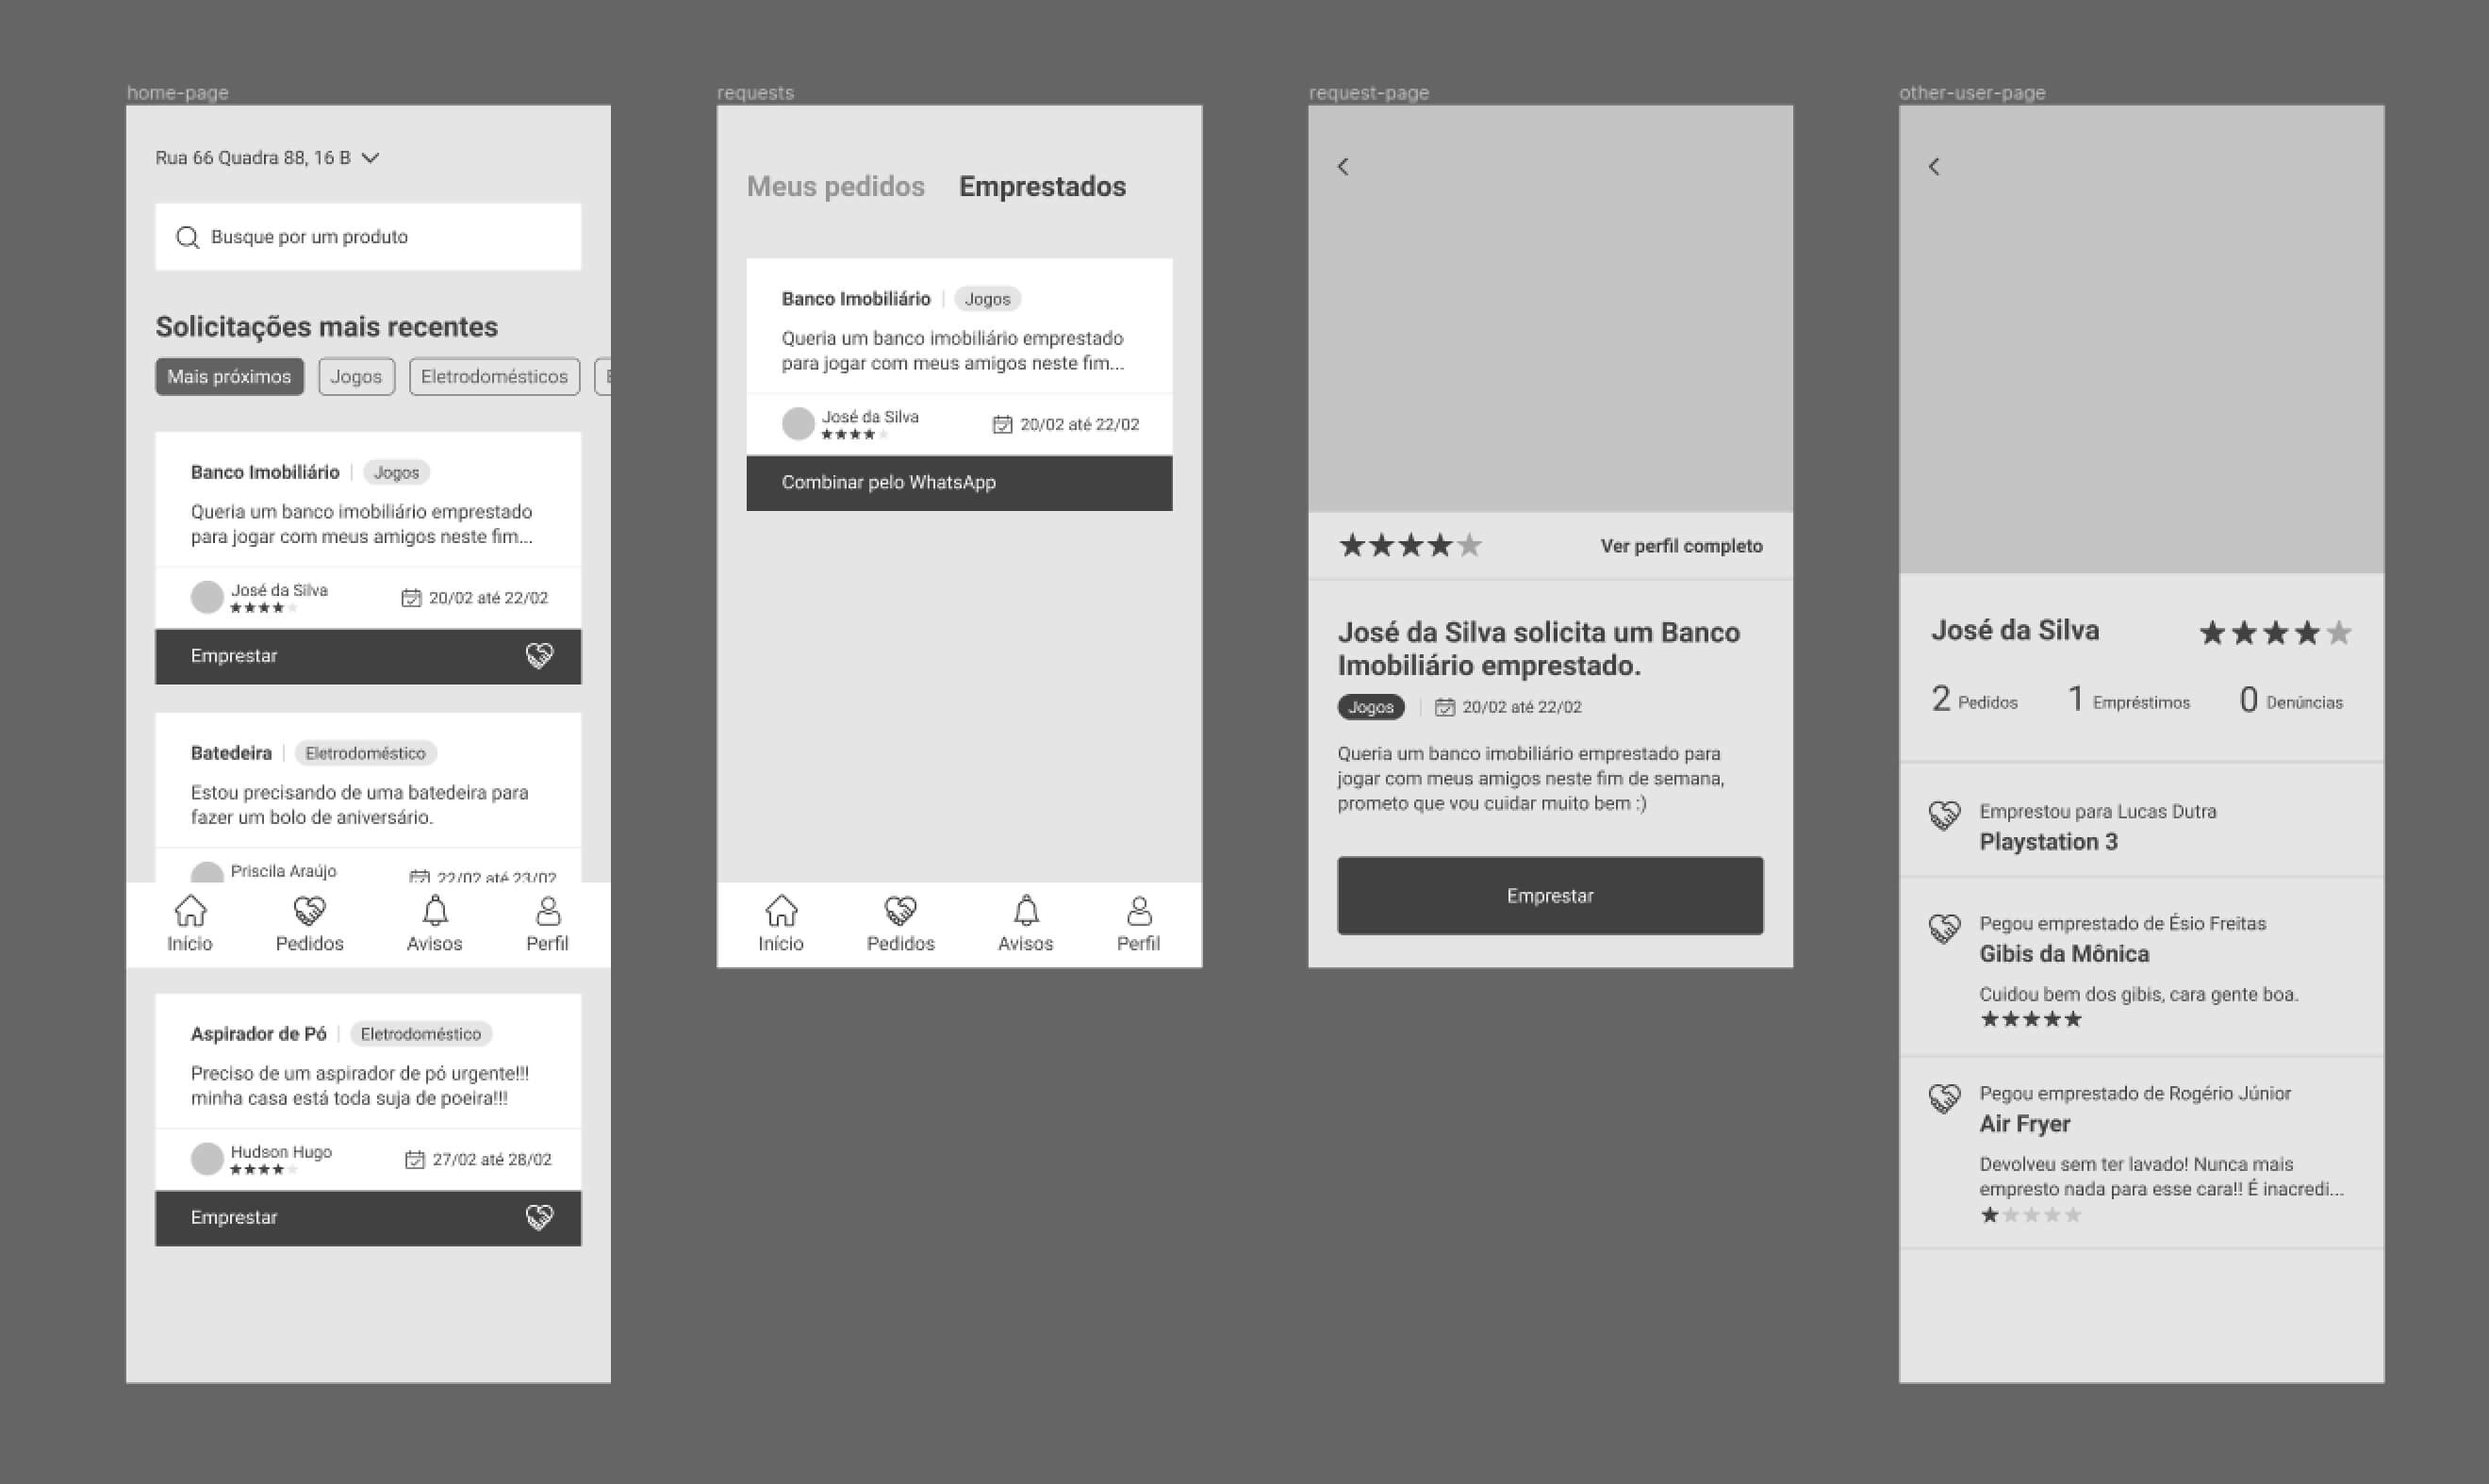 home-page
Rua 66 Quadra 88, 16 B
Busque por um produto
Solicitações mais recentes
Mais próximos
Jogos
Eletrodomésticos
Banco Imobiliário
Jogos
Queria um banco imobiliário emprestado
para jogar com meus amigos neste fim...
José da Silva
20/02 até 22/02
Emprestar
Batedeira
Eletrodoméstico
Estou precisando de uma batedeira para
fazer um bolo de aniversário.
Priscila Araújo
22/02 até 23/02
Início
Pedidos
Avisos
Perfil
Aspirador de Pó
Eletrodoméstico
Preciso de um aspirador de pó urgente!!!
minha casa está toda suja de poeira!!!
Hudson Hugo
27/02 até 28/02
Emprestar
requests
Meus pedidos
Emprestados
Banco Imobiliário
Jogos
Queria um banco imobiliário emprestado
para jogar com meus amigos neste fim...
José da Silva
20/02 até 22/02
Combinar pelo WhatsApp
Início
Pedidos
Avisos
Perfil
request-page
Ver perfil completo
José da Silva solicita um Banco
Imobiliário emprestado.
Jogos
20/02 até 22/02
Queria um banco imobiliário emprestado para
jogar com meus amigos neste fim de semana,
prometo que vou cuidar muito bem :)
Emprestar
other-user-page
José da Silva
2 Pedidos
1 Empréstimos
0 Denúncias
Emprestou para Lucas Dutra
Playstation 3
Pegou emprestado de Ésio Freitas
Gibis da Mônica
Cuidou bem dos gibis, cara gente boa.
Pegou emprestado de Rogério Júnior
Air Fryer
Devolveu sem ter lavado! Nunca mais
empresto nada para esse cara!! É inacredi...